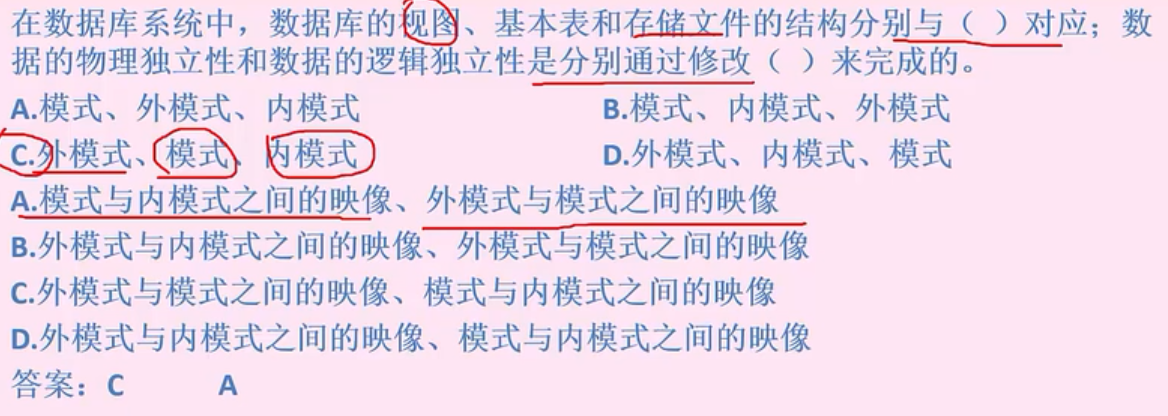 在数据库系统中，数据库的视图、基本表和存储文件的结构分别与（ ）对应；数
据的物理独立性和数据的逻辑独立性是分别通过修改（ ）来完成的。
A.模式、外模式、内模式 B.模式、内模式、外模式
C.外模式、模式、内模式 D.外模式、内模式、模式
A.模式与内模式之间的映像、外模式与模式之间的映像
B.外模式与内模式之间的映像、外模式与模式之间的映像
C.外模式与模式之间的映像、模式与内模式之间的映像
D.外模式与内模式之间的映像、模式与内模式之间的映像
答案：C A